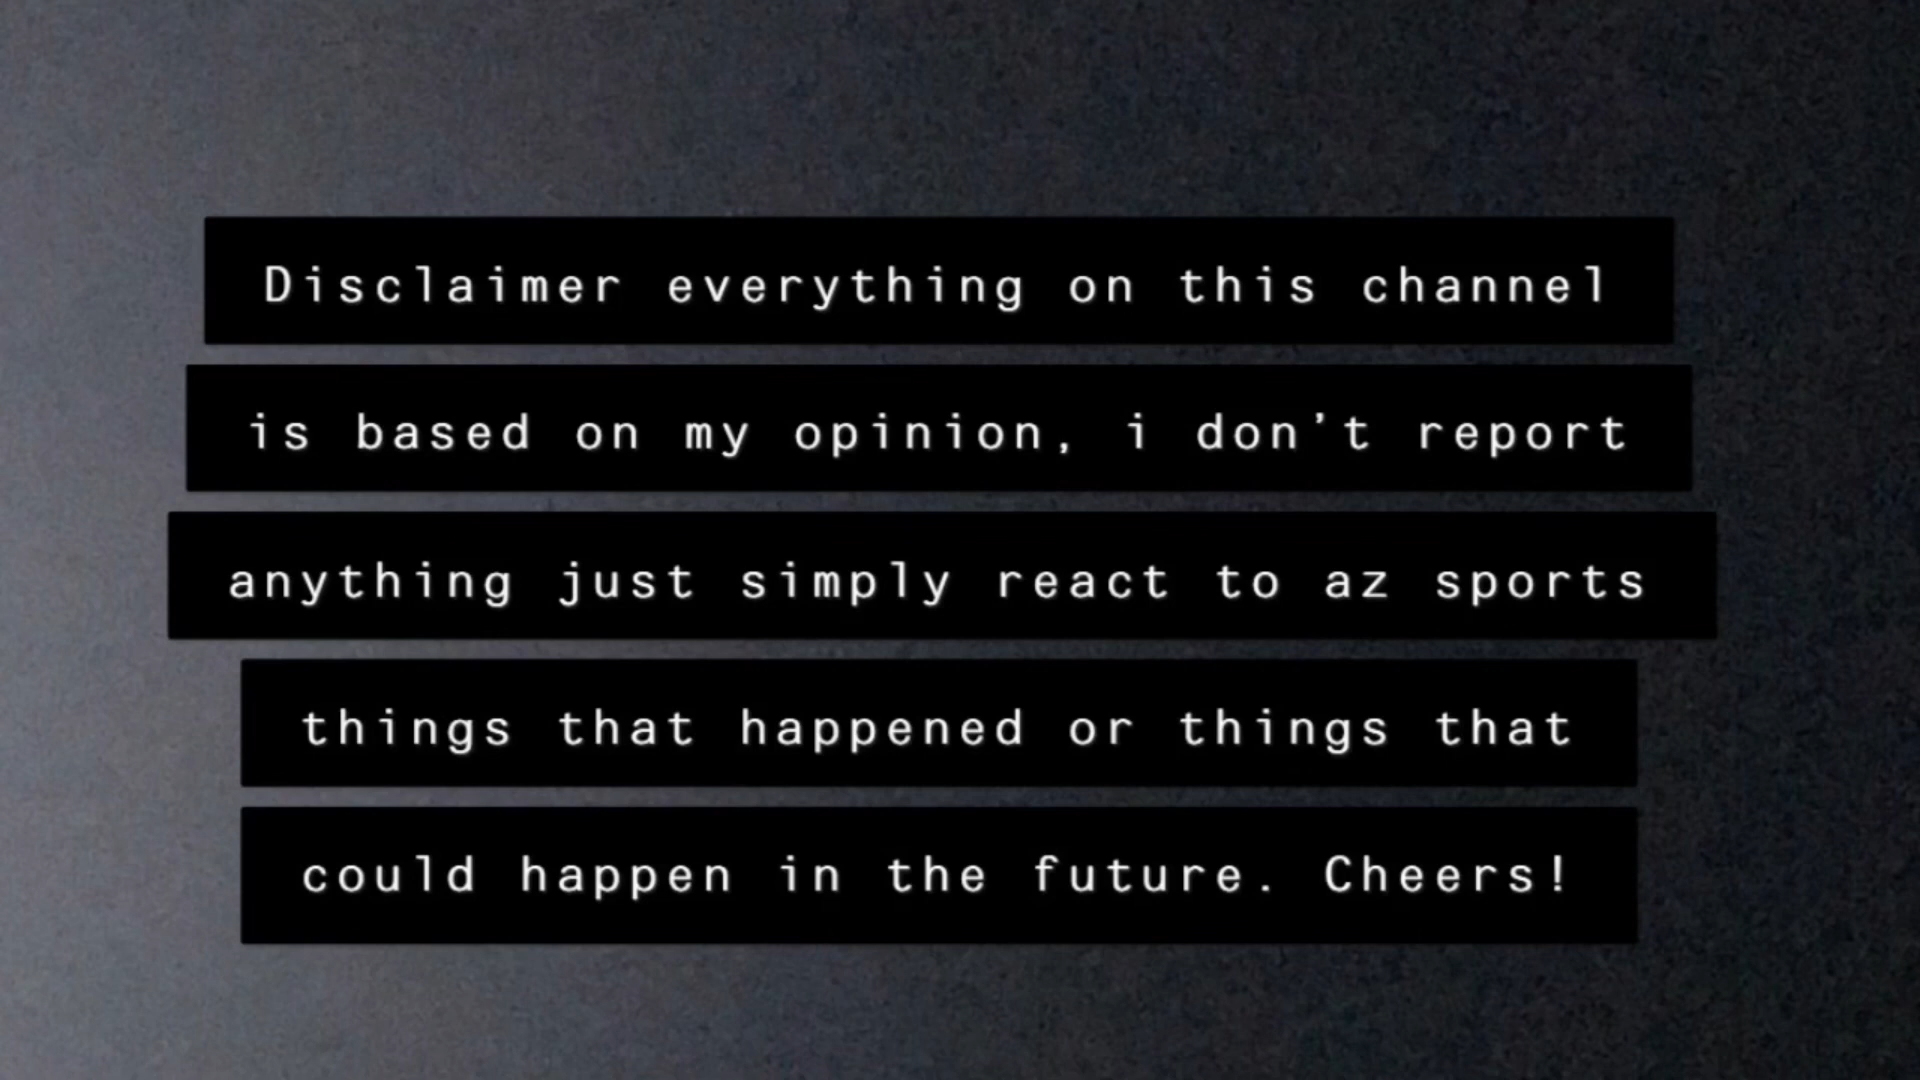 Disclaimer everything on this channel
is based on my opinion, i don't report
anything just simply react to az sports
things that happened or things that
could happen in the future. Cheers!